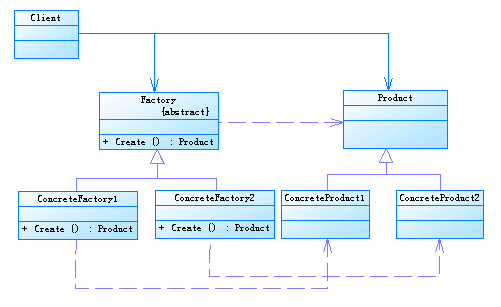 Client
Factory
{abstract}
+ Create () : Product
Product
ConcreteFactory1
+ Create () : Product
ConcreteFactory2
+ Create () : Product
ConcreteProduct1
ConcreteProduct2